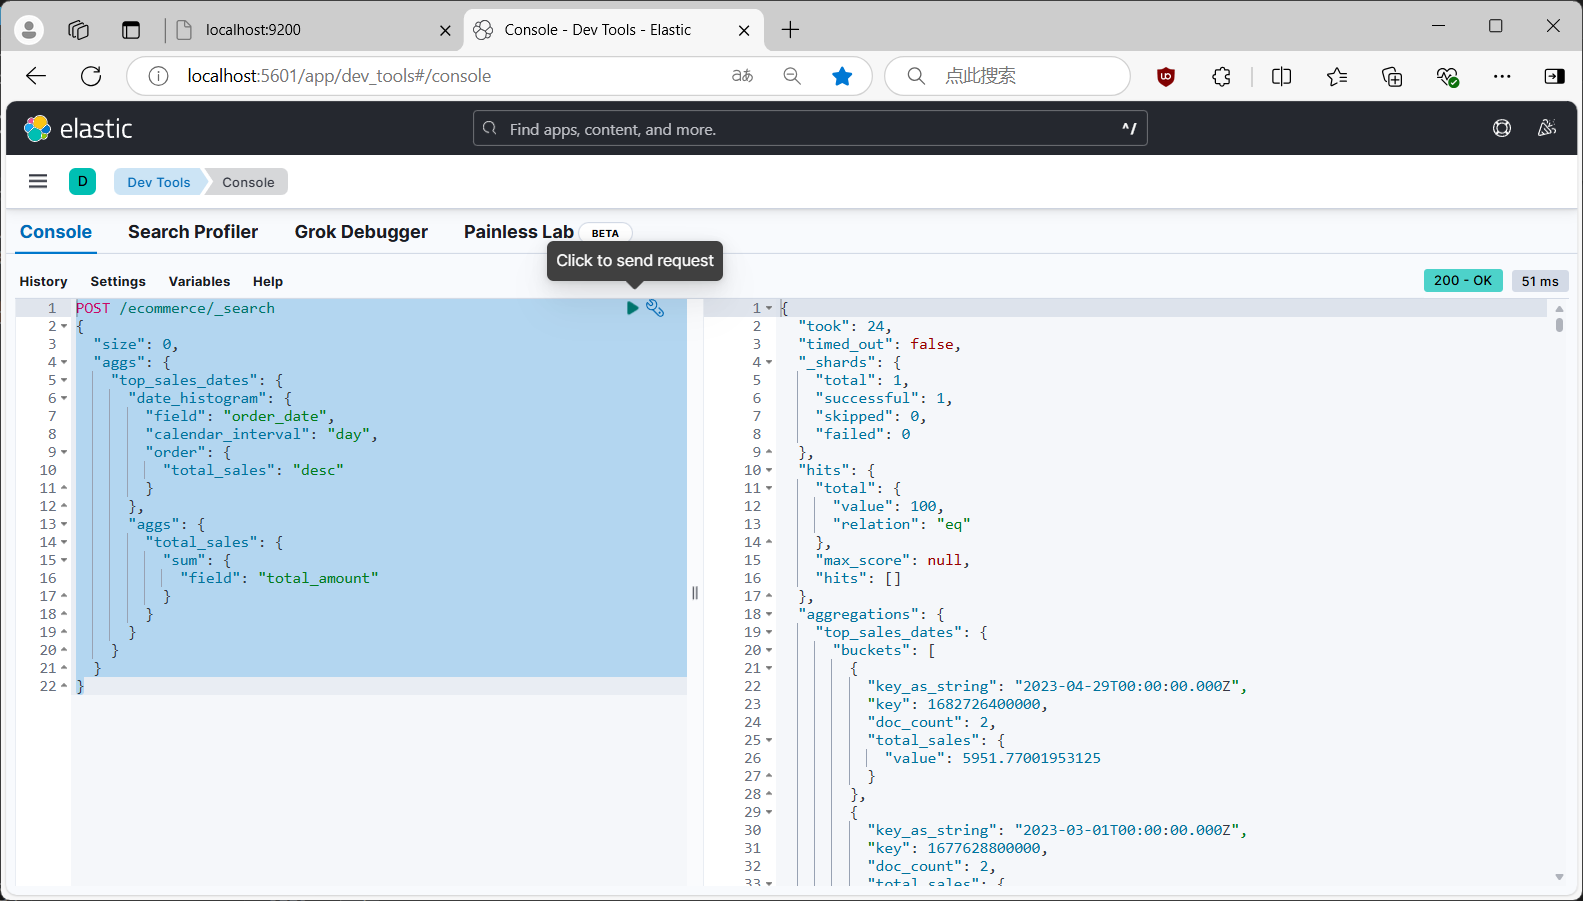 localhost:9200
Console - Dev Tools - Elastic
localhost:5601/app/dev_tools#/console
aあ
点此搜索
elastic
Find apps, content, and more.
^/
D
Dev Tools
Console
Console
Search Profiler
Grok Debugger
Painless Lab
BETA
Click to send request
History
Settings
Variables
Help
200 - OK
51 ms
1 POST /ecommerce/_search
2 {
3 "size": 0,
4 "aggs": {
5 "top_sales_dates": {
6 "date_histogram": {
7 "field": "order_date",
8 "calendar_interval": "day",
9 "order": {
10 "total_sales": "desc"
11 }
12 },
13 "aggs": {
14 "total_sales": {
15 "sum": {
16 "field": "total_amount"
17 }
18 }
19 }
20 }
21 }
22 }
1 {
2 "took": 24,
3 "timed_out": false,
4 "_shards": {
5 "total": 1,
6 "successful": 1,
7 "skipped": 0,
8 "failed": 0
9 },
10 "hits": {
11 "total": {
12 "value": 100,
13 "relation": "eq"
14 },
15 "max_score": null,
16 "hits": []
17 },
18 "aggregations": {
19 "top_sales_dates": {
20 "buckets": [
21 {
22 "key_as_string": "2023-04-29T00:00:00.000Z",
23 "key": 1682726400000,
24 "doc_count": 2,
25 "total_sales": {
26 "value": 5951.77001953125
27 }
28 },
29 {
30 "key_as_string": "2023-03-01T00:00:00.000Z",
31 "key": 1677628800000,
32 "doc_count": 2,
33 "total_sales": {